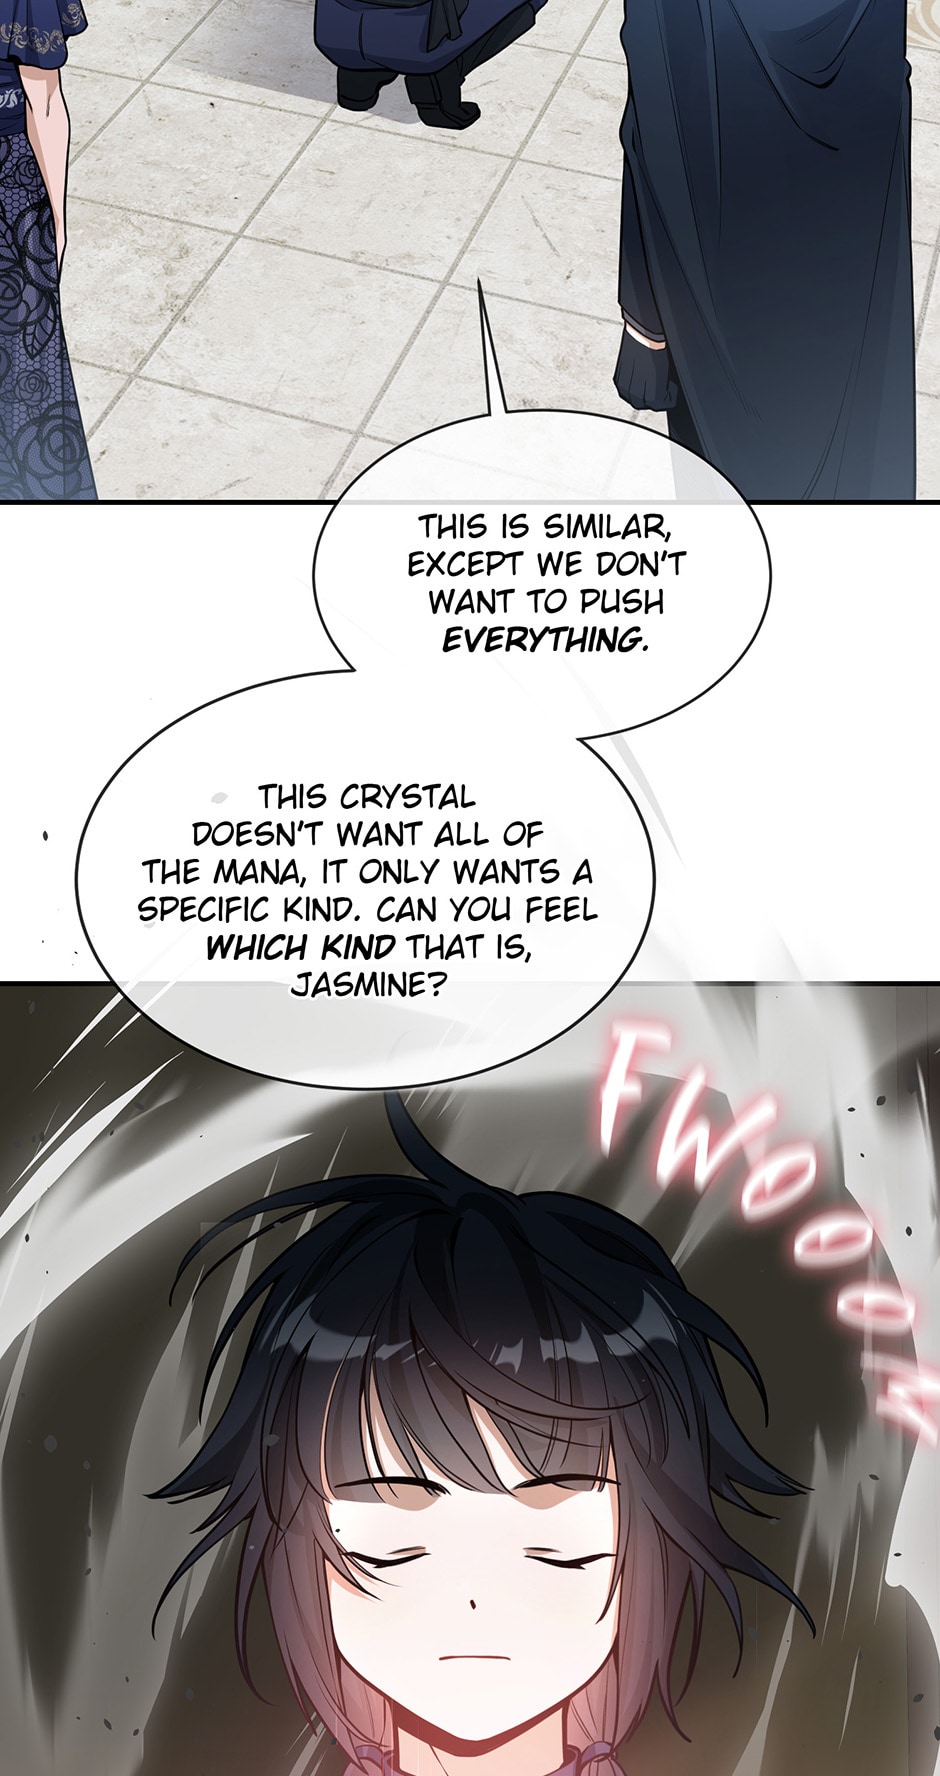 THIS IS SIMILAR,
EXCEPT WE DON'T
WANT TO PUSH
EVERYTHING.
THIS CRYSTAL
DOESN'T WANT ALL OF
THE MANA, IT ONLY WANTS A
SPECIFIC KIND. CAN YOU FEEL
WHICH KIND THAT IS,
JASMINE?
FWOOOM